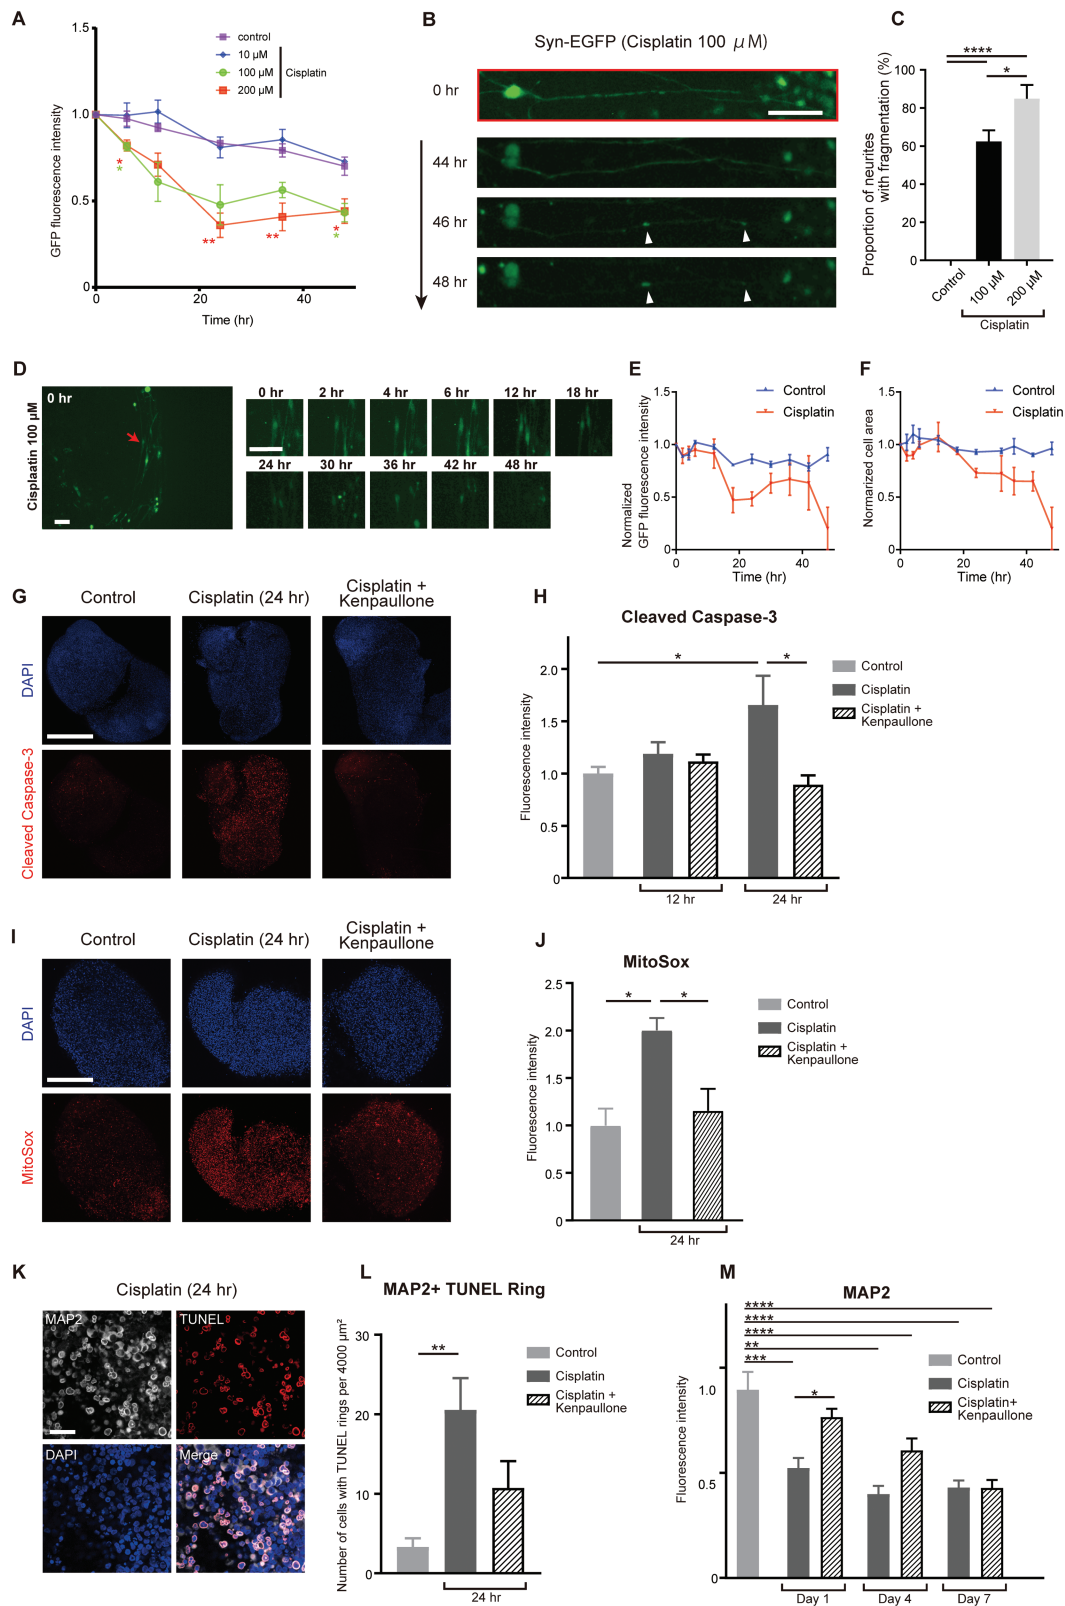 A
1.5
1.0
0.5
0
0
20
40
GFP fluorescence intensity
Time (hr)
control
10 μM
100 μM
200 μM
Cisplatin
*
*
**
**
*
*
B
Syn-EGFP (Cisplatin 100 μM)
0 hr
44 hr
46 hr
48 hr
C
****
*
100
80
60
40
20
0
Proportion of neurites
with fragmentation (%)
Control
100 μM
200 μM
Cisplatin
D
Cisplatin 100 μM
0 hr
0 hr
2 hr
4 hr
6 hr
12 hr
18 hr
24 hr
30 hr
36 hr
42 hr
48 hr
E
1.5
1.0
0.5
0
0
20
40
Normalized
GFP fluorescence intensity
Time (hr)
Control
Cisplatin
F
1.5
1.0
0.5
0
0
20
40
Normarized cell area
Time (hr)
Control
Cisplatin
G
Control
Cisplatin (24 hr)
Cisplatin +
Kenpaullone
DAPI
Cleaved Caspase-3
H
Cleaved Caspase-3
*
*
2.0
1.5
1.0
0.5
0
Fluorescence intensity
12 hr
24 hr
Control
Cisplatin
Cisplatin +
Kenpaullone
I
Control
Cisplatin (24 hr)
Cisplatin +
Kenpaullone
DAPI
MitoSox
J
MitoSox
*
*
2.5
2.0
1.5
1.0
0.5
0
Fluorescence intensity
24 hr
Control
Cisplatin
Cisplatin +
Kenpaullone
K
Cisplatin (24 hr)
MAP2
TUNEL
DAPI
Merge
L
MAP2+ TUNEL Ring
**
30
20
10
0
Number of cells with TUNEL rings per 4000 μm²
24 hr
Control
Cisplatin
Cisplatin +
Kenpaullone
M
MAP2
****
****
****
**
***
*
1.0
0.5
0
Fluorescence intensity
Day 1
Day 4
Day 7
Control
Cisplatin
Cisplatin+
Kenpaullone